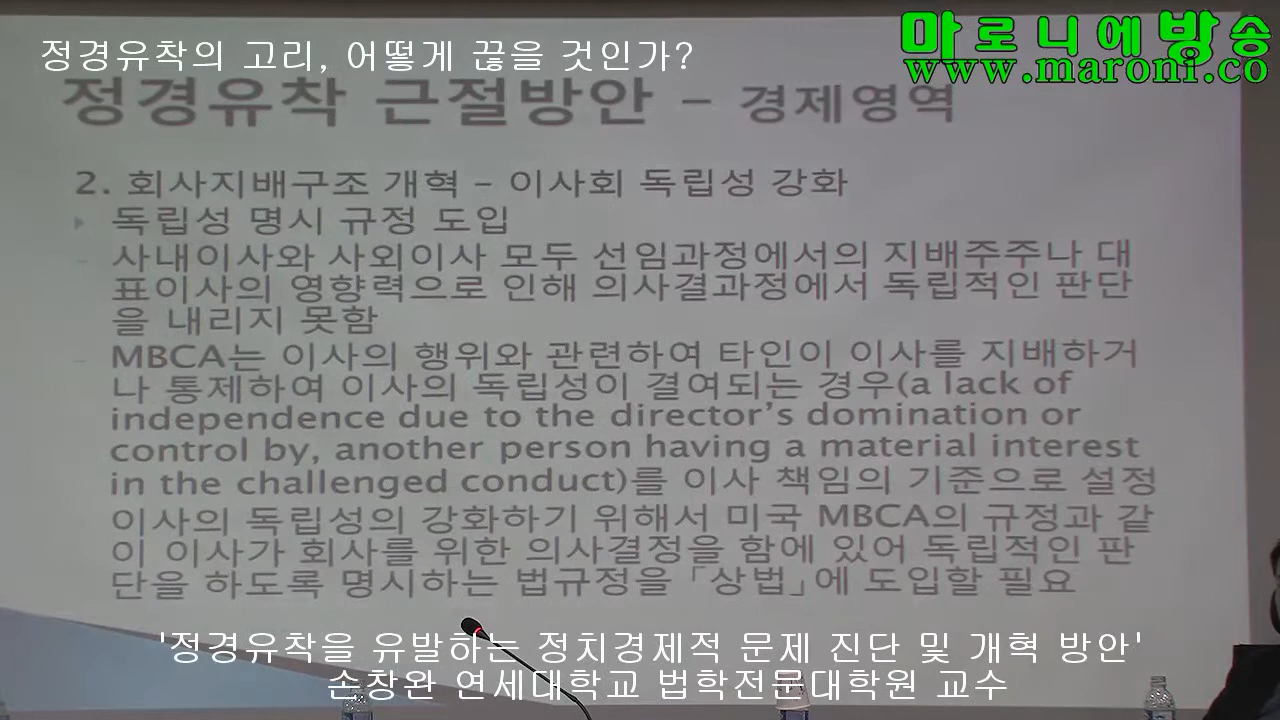 정경유착의 고리, 어떻게 끊을 것인가?
마로니에방송
www.maroni.co
정경유착 근절방안 - 경제영역
2. 회사지배구조 개혁 - 이사회 독립성 강화
▸ 독립성 명시 규정 도입
- 사내이사와 사외이사 모두 선임과정에서의 지배주주나 대
표이사의 영향력으로 인해 의사결과정에서 독립적인 판단
을 내리지 못함
- MBCA는 이사의 행위와 관련하여 타인이 이사를 지배하거
나 통제하여 이사의 독립성이 결여되는 경우(a lack of
independence due to the director's domination or
control by, another person having a material interest
in the challenged conduct)를 이사 책임의 기준으로 설정
이사의 독립성의 강화하기 위해서 미국 MBCA의 규정과 같
이 이사가 회사를 위한 의사결정을 함에 있어 독립적인 판
단을 하도록 명시하는 법규정을 「상법」에 도입할 필요
'정경유착을 유발하는 정치경제적 문제 진단 및 개혁 방안'
손창완 연세대학교 법학전문대학원 교수